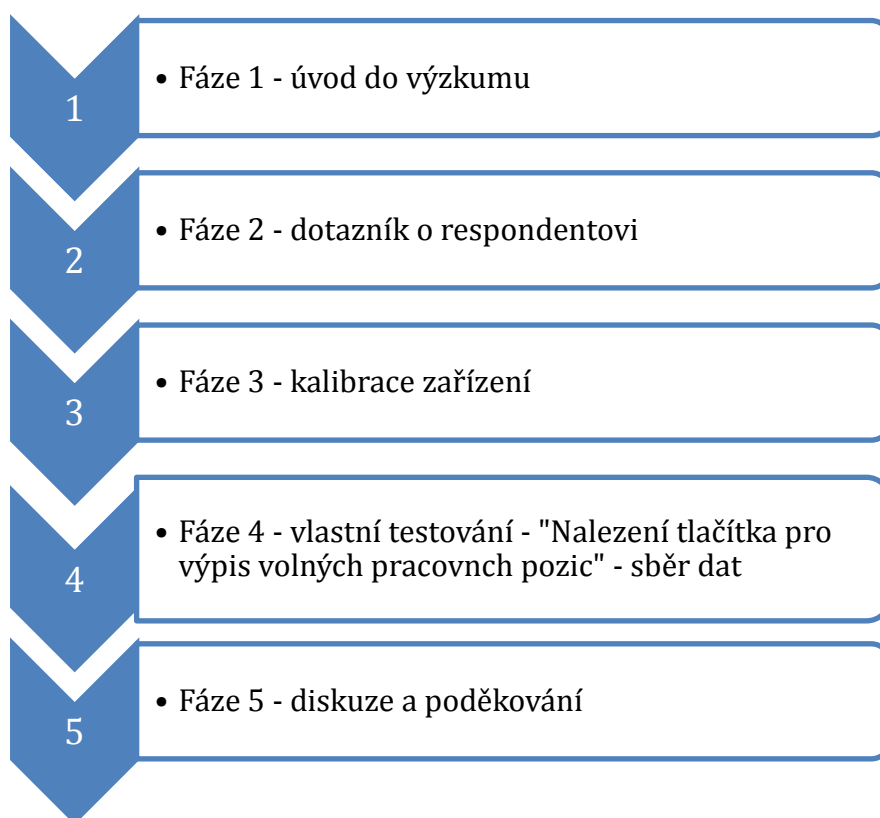 1
• Fáze 1 - úvod do výzkumu
2
• Fáze 2 - dotazník o respondentovi
3
• Fáze 3 - kalibrace zařízení
4
• Fáze 4 - vlastní testování - "Nalezení tlačítka pro
výpis volných pracovnch pozic" - sběr dat
5
• Fáze 5 - diskuze a poděkování